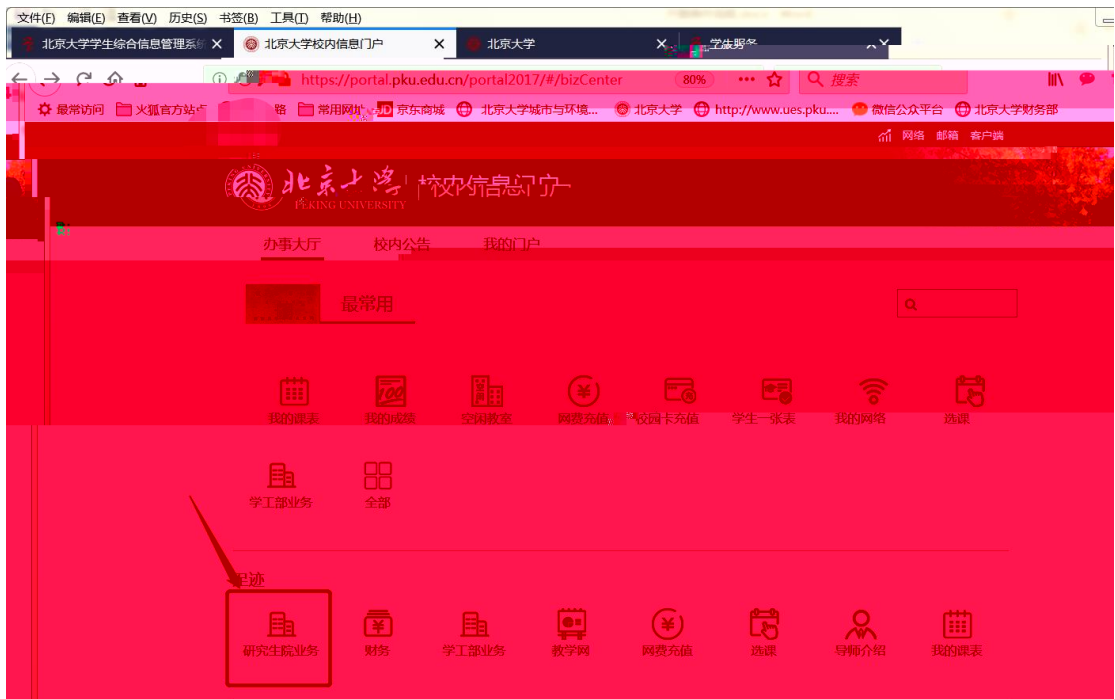 文件(F) 编辑(E) 查看(V) 历史(S) 书签(B) 工具(T) 帮助(H)
北京大学学生综合信息管理系统 北京大学校内信息门户 北京大学
https://portal.pku.edu.cn/portal2017/#/bizCenter 80% 搜索
最常访问 火狐官方站点 路 常用网址 JD 京东商城 北京大学城市与环境... 北京大学 http://www.ues.pku.... 微信公众平台 北京大学财务部
网络 邮箱 客户端
北京大学 校内信息门户
PEKING UNIVERSITY
办事大厅 校内公告 我的门户
最常用
我的课表 我的成绩 空闲教室 网费充值 校园卡充值 学生一张表 我的网络 选课
学工部业务 全部
足迹
研究生院业务 财务 学工部业务 教学网 网费充值 选课 导师介绍 我的课表